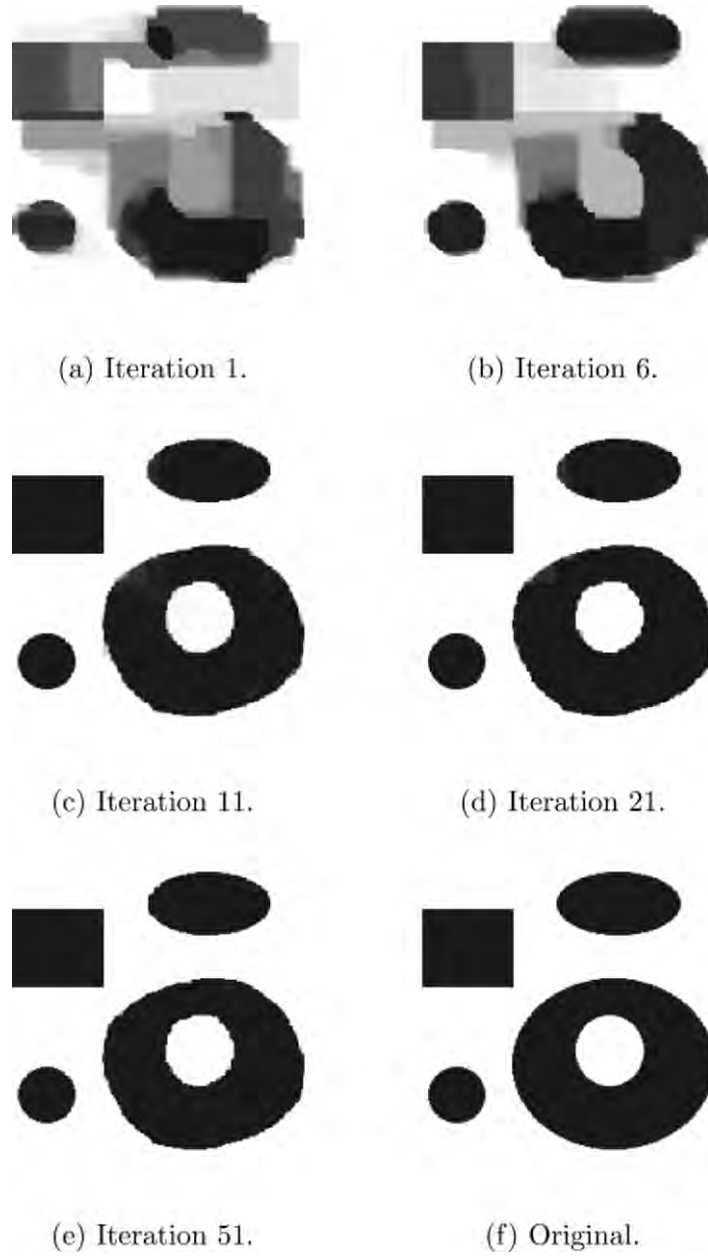 (a) Iteration 1.
(b) Iteration 6.
(c) Iteration 11.
(d) Iteration 21.
(e) Iteration 51.
(f) Original.